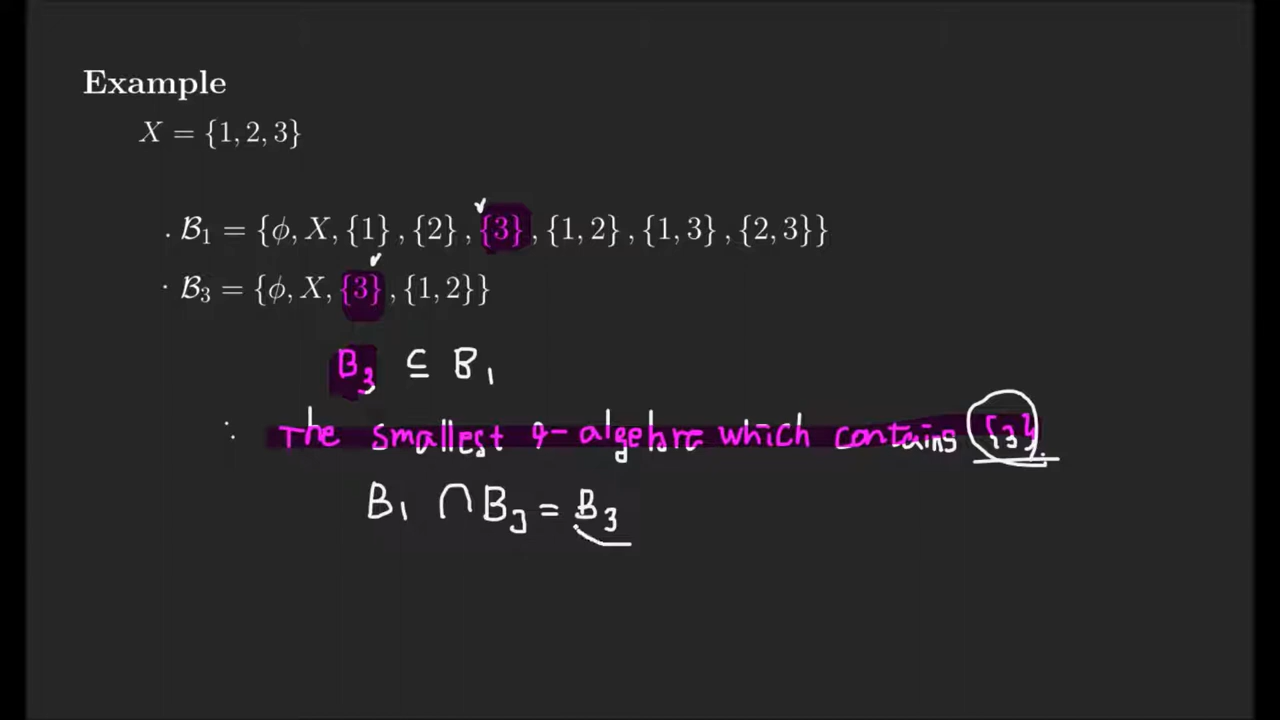 Example
X = {1, 2, 3}
· ℬ₁ = {ϕ, X, {1}, {2}, {3}, {1, 2}, {1, 3}, {2, 3}}
· ℬ₃ = {ϕ, X, {3}, {1, 2}}
B₃ ⊆ B₁
∴ The smallest σ-algebra which contains {3}.
B₁ ∩ B₃ = B₃